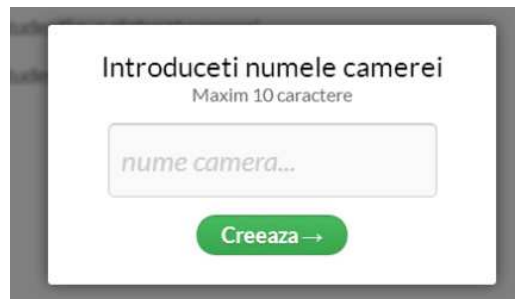 Introduceti numele camerei
Maxim 10 caractere
nume camera...
Creeaza→